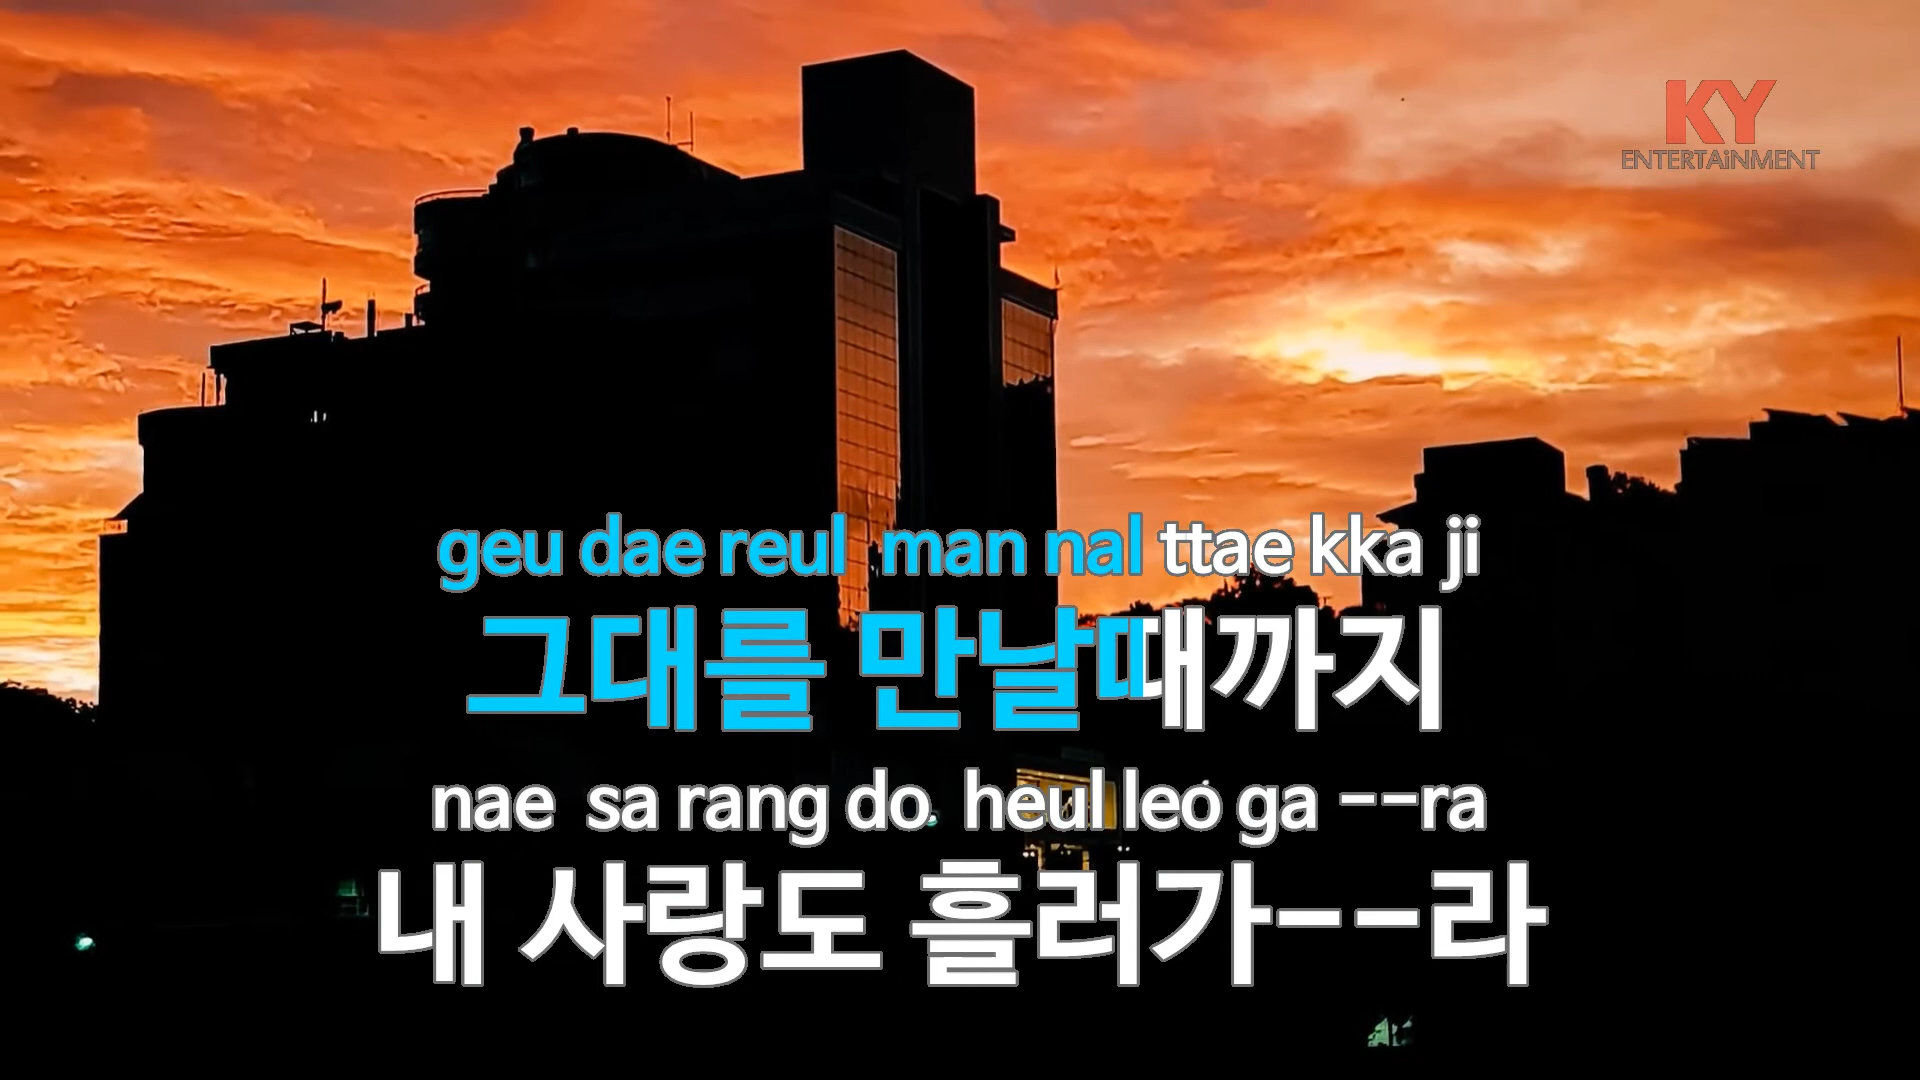 KY
ENTERTAiNMENT
geu dae reul man nal ttae kka ji
그대를 만날때까지
nae sa rang do heul leo ga --ra
내 사랑도 흘러가--라